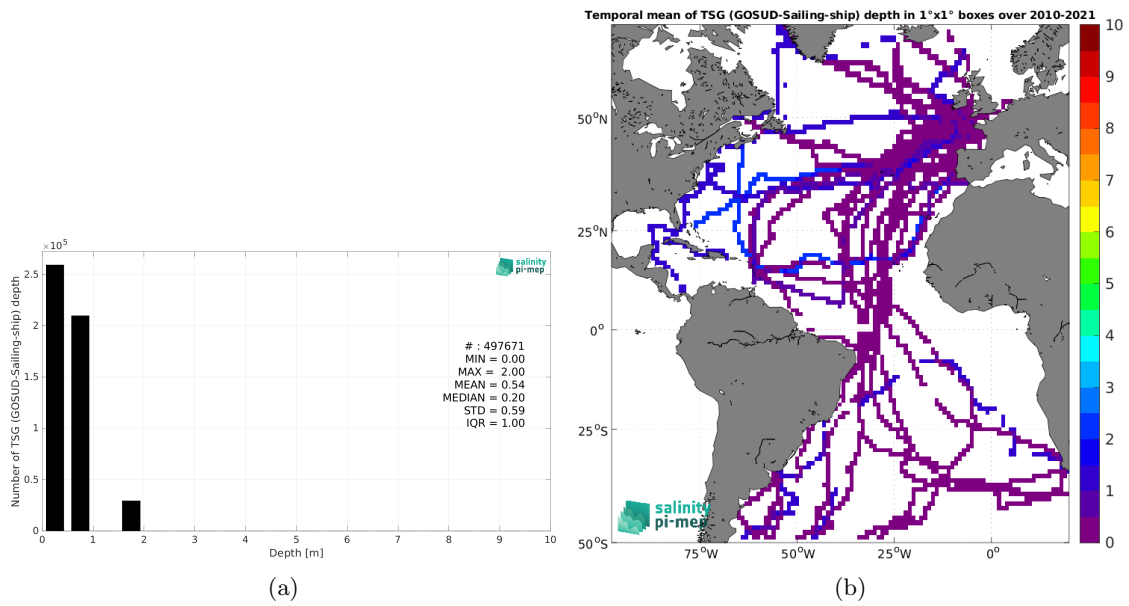 Temporal mean of TSG (GOSUD-Sailing-ship) depth in 1°x1° boxes over 2010-2021
×10⁵
Number of TSG (GOSUD-Sailing-ship) depth
2.5
2
1.5
1
0.5
0
0 1 2 3 4 5 6 7 8 9 10
Depth [m]
salinity
pi-mep
# : 497671
MIN = 0.00
MAX = 2.00
MEAN = 0.54
MEDIAN = 0.20
STD = 0.59
IQR = 1.00
(a)
50°N
25°N
0°
25°S
50°S
75°W 50°W 25°W 0°
salinity
pi-mep
10
9
8
7
6
5
4
3
2
1
0
(b)